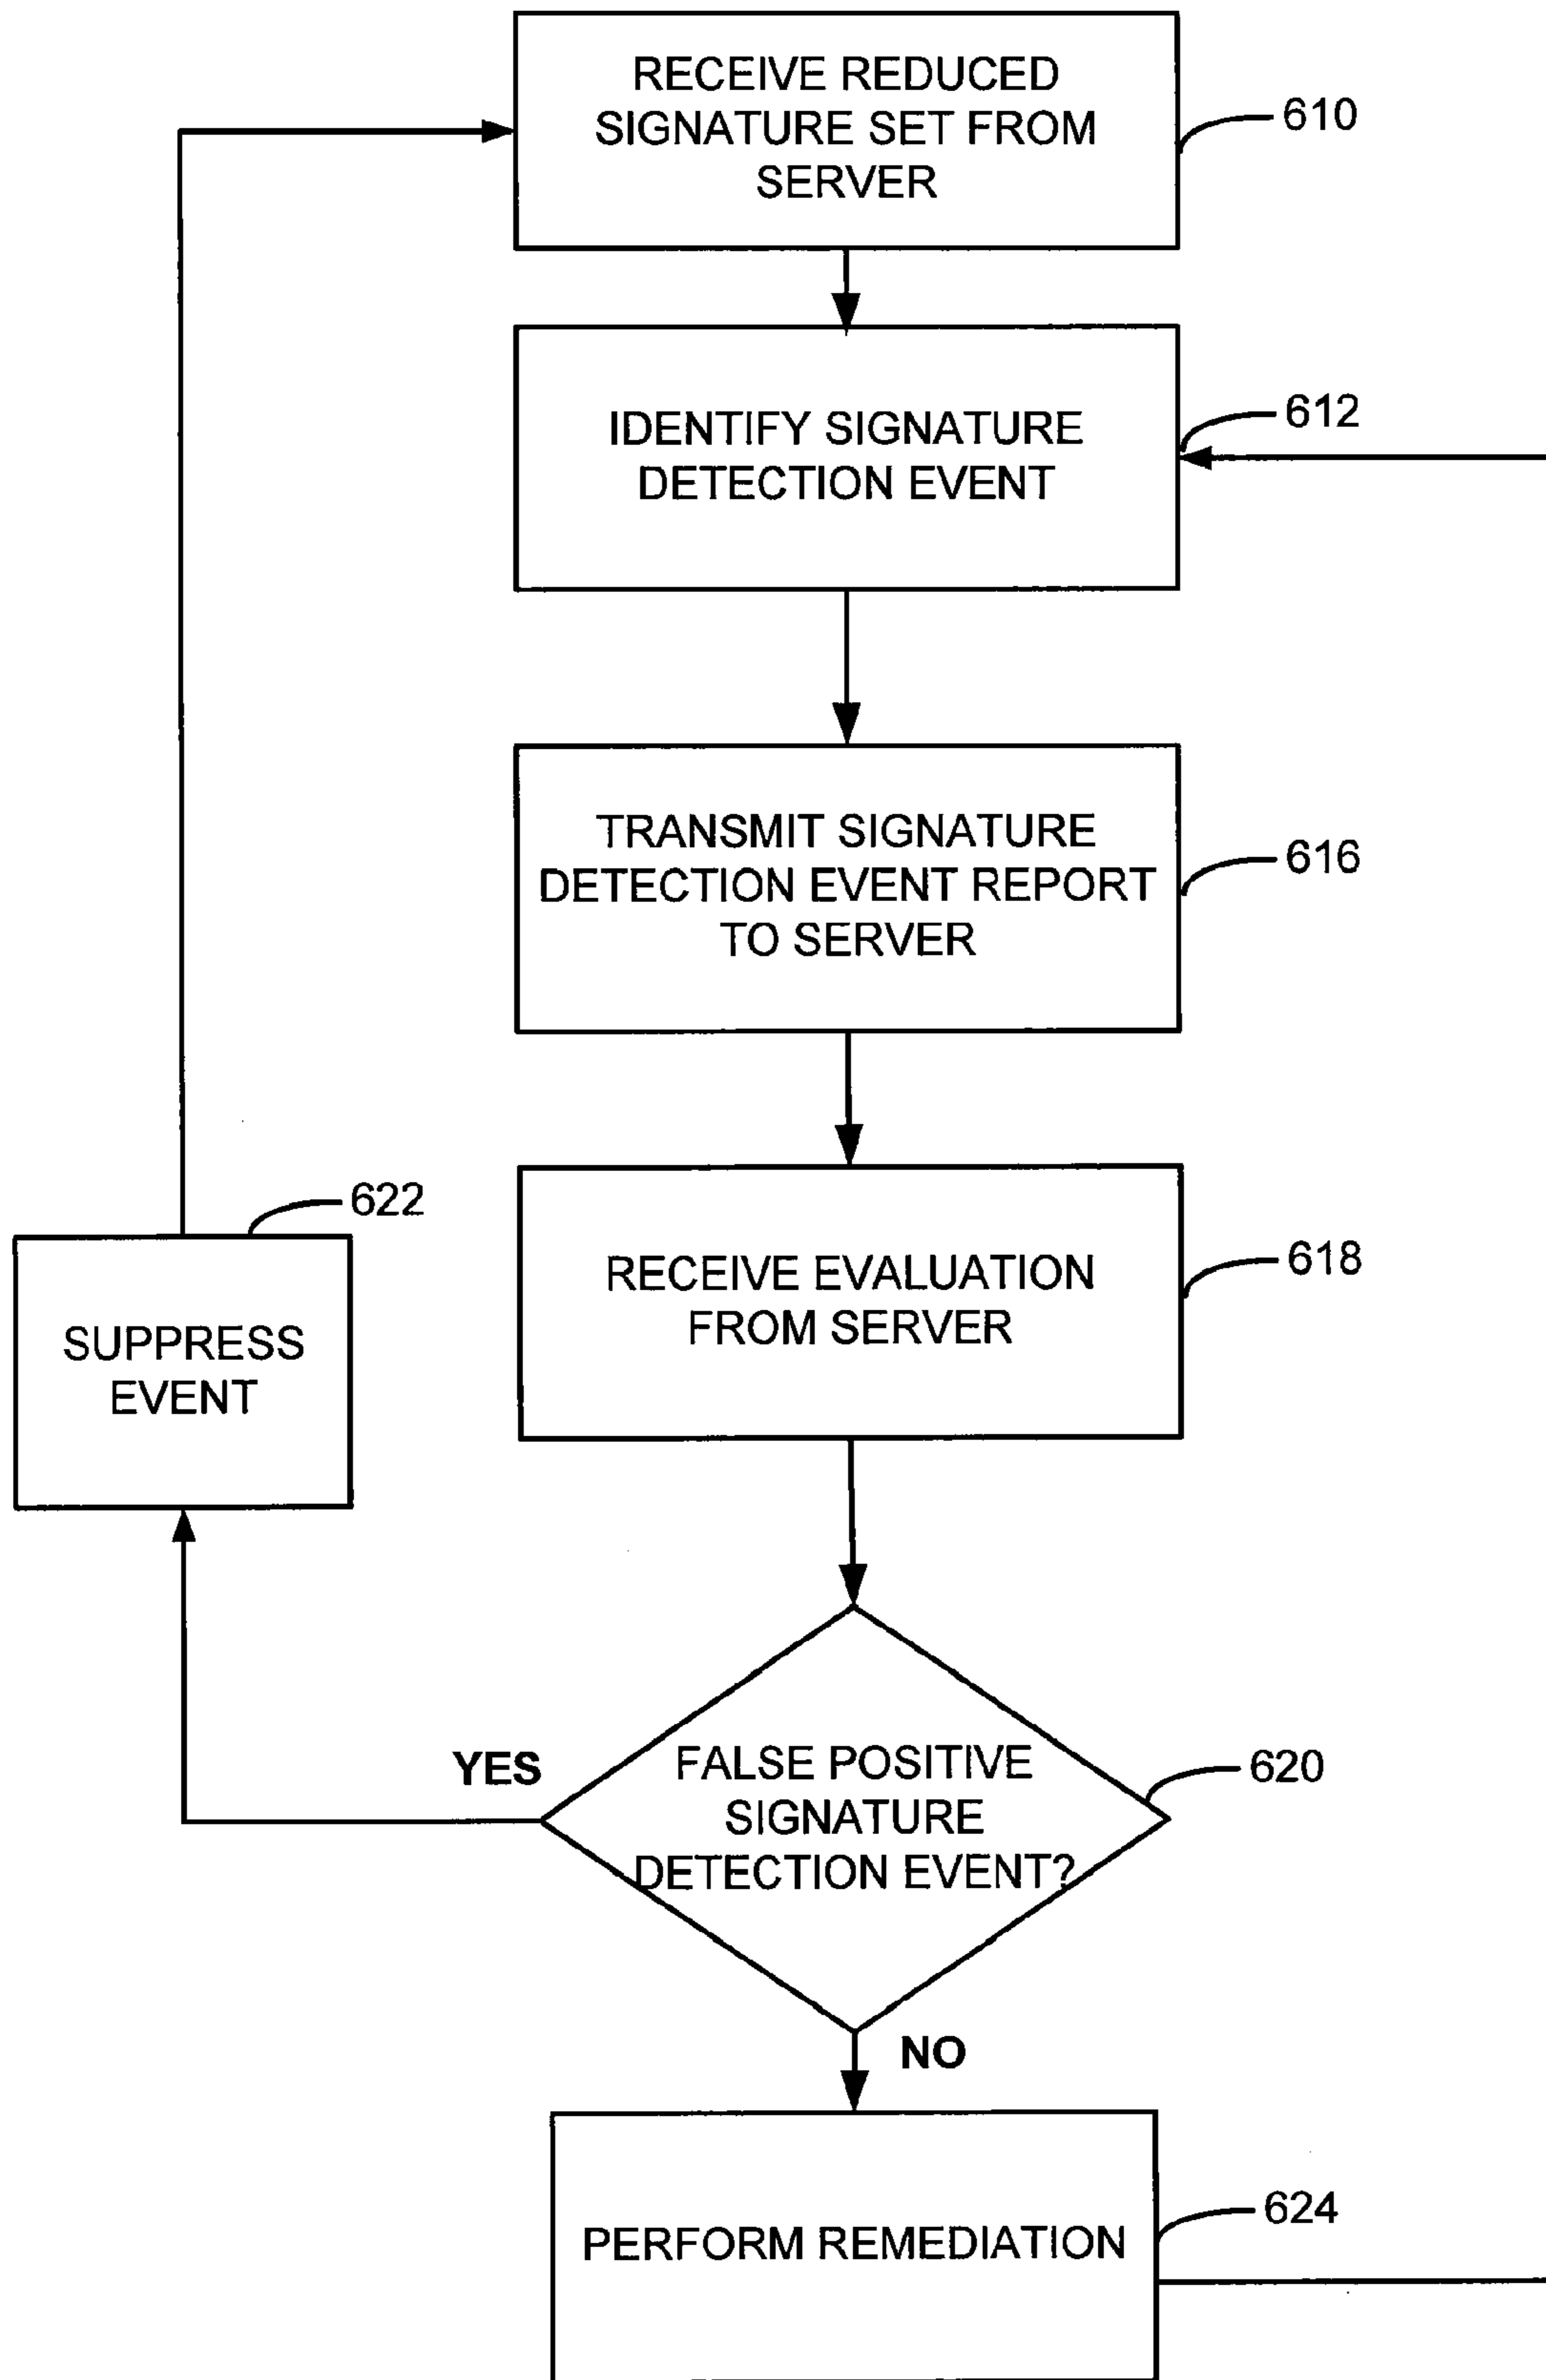 RECEIVE REDUCED
SIGNATURE SET FROM
SERVER
610
IDENTIFY SIGNATURE
DETECTION EVENT
612
TRANSMIT SIGNATURE
DETECTION EVENT REPORT
TO SERVER
616
622
RECEIVE EVALUATION
FROM SERVER
618
SUPPRESS
EVENT
YES
FALSE POSITIVE
SIGNATURE
DETECTION EVENT?
620
NO
PERFORM REMEDIATION
624